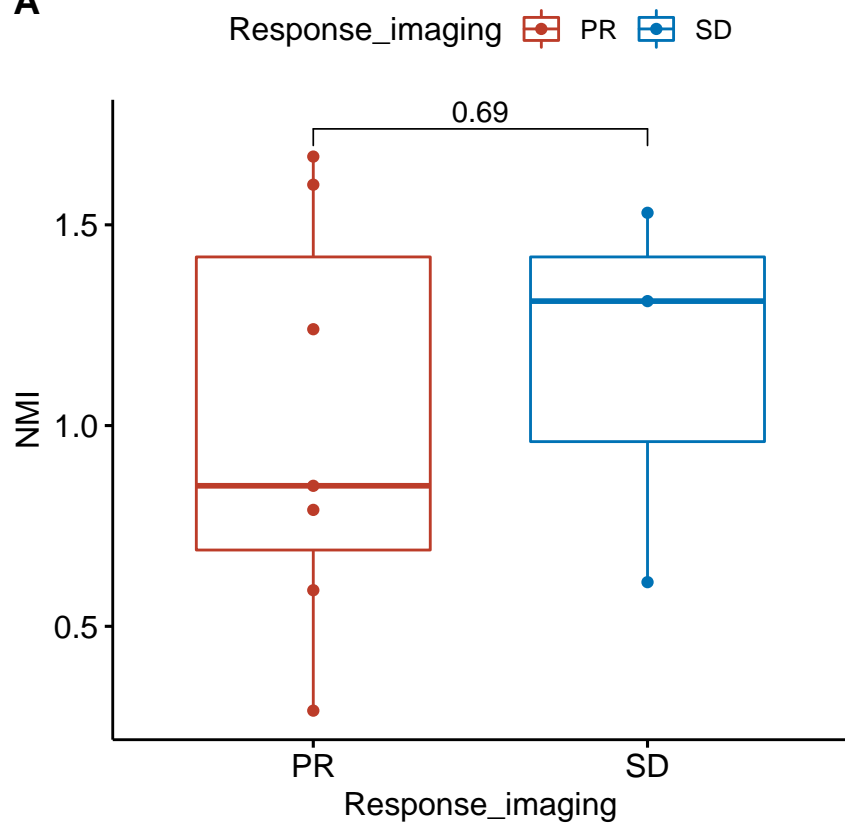 A
Response_imaging PR SD
0.69
1.5
1.0
0.5
NMI
PR SD
Response_imaging